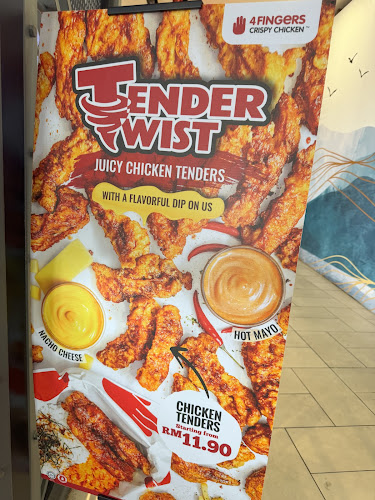 4FINGERS
CRISPY CHICKEN™
TENDER
TWIST
JUICY CHICKEN TENDERS
WITH A FLAVORFUL DIP ON US
NACHO CHEESE
HOT MAYO
CHICKEN
TENDERS
Starting from
RM11.90